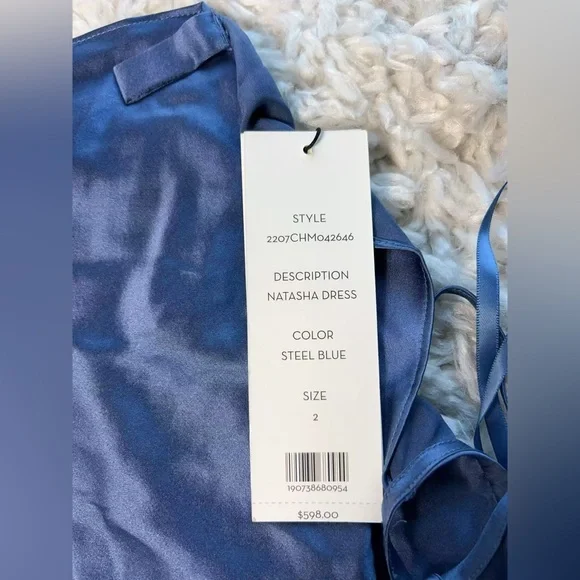 STYLE
2207CHM042646
DESCRIPTION
NATASHA DRESS
COLOR
STEEL BLUE
SIZE
2
190738680954
$598.00